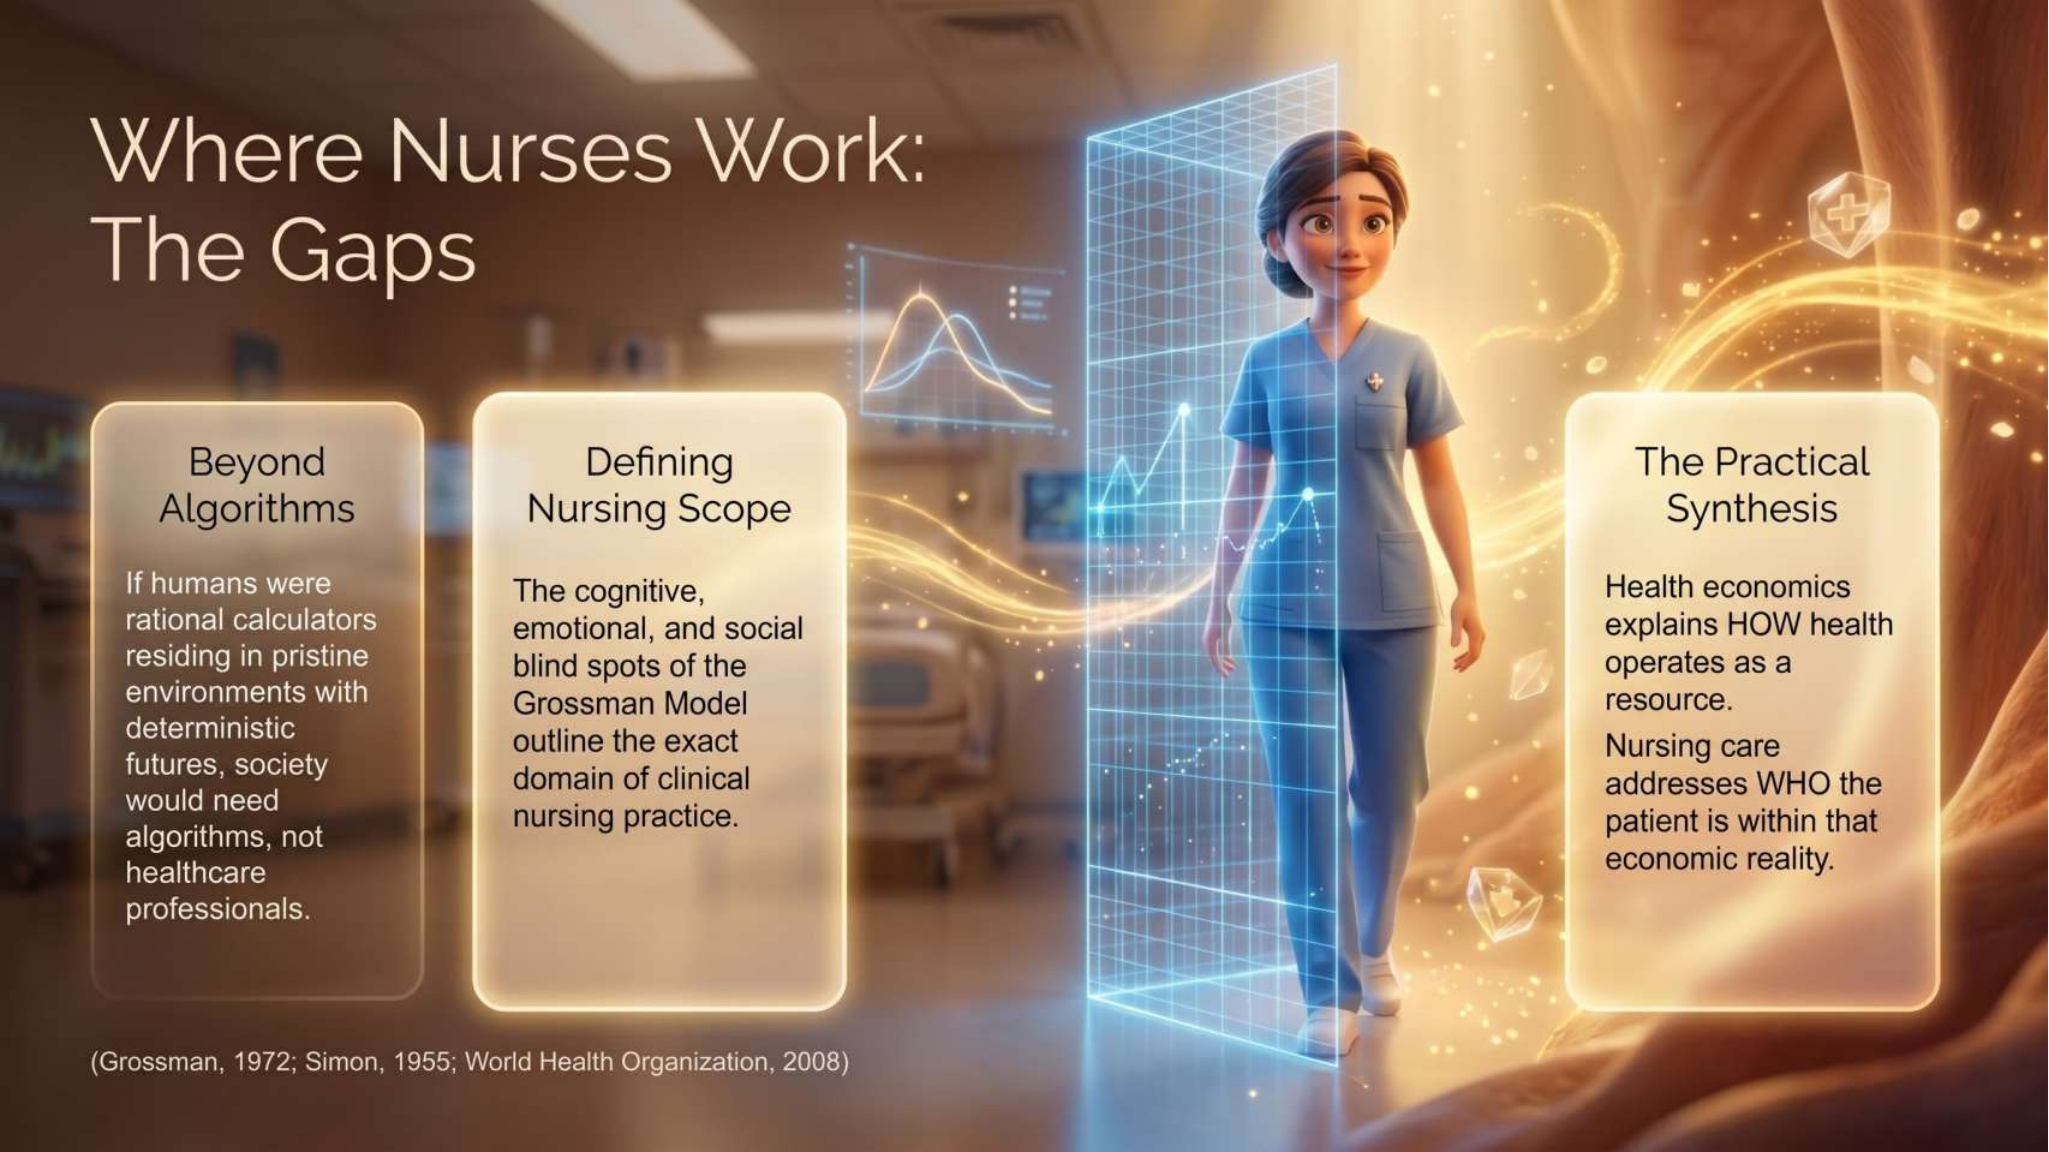 Where Nurses Work:
The Gaps
Beyond
Algorithms
If humans were
rational calculators
residing in pristine
environments with
deterministic
futures, society
would need
algorithms, not
healthcare
professionals.
Defining
Nursing Scope
The cognitive,
emotional, and social
blind spots of the
Grossman Model
outline the exact
domain of clinical
nursing practice.
The Practical
Synthesis
Health economics
explains HOW health
operates as a
resource.
Nursing care
addresses WHO the
patient is within that
economic reality.
(Grossman, 1972; Simon, 1955; World Health Organization, 2008)